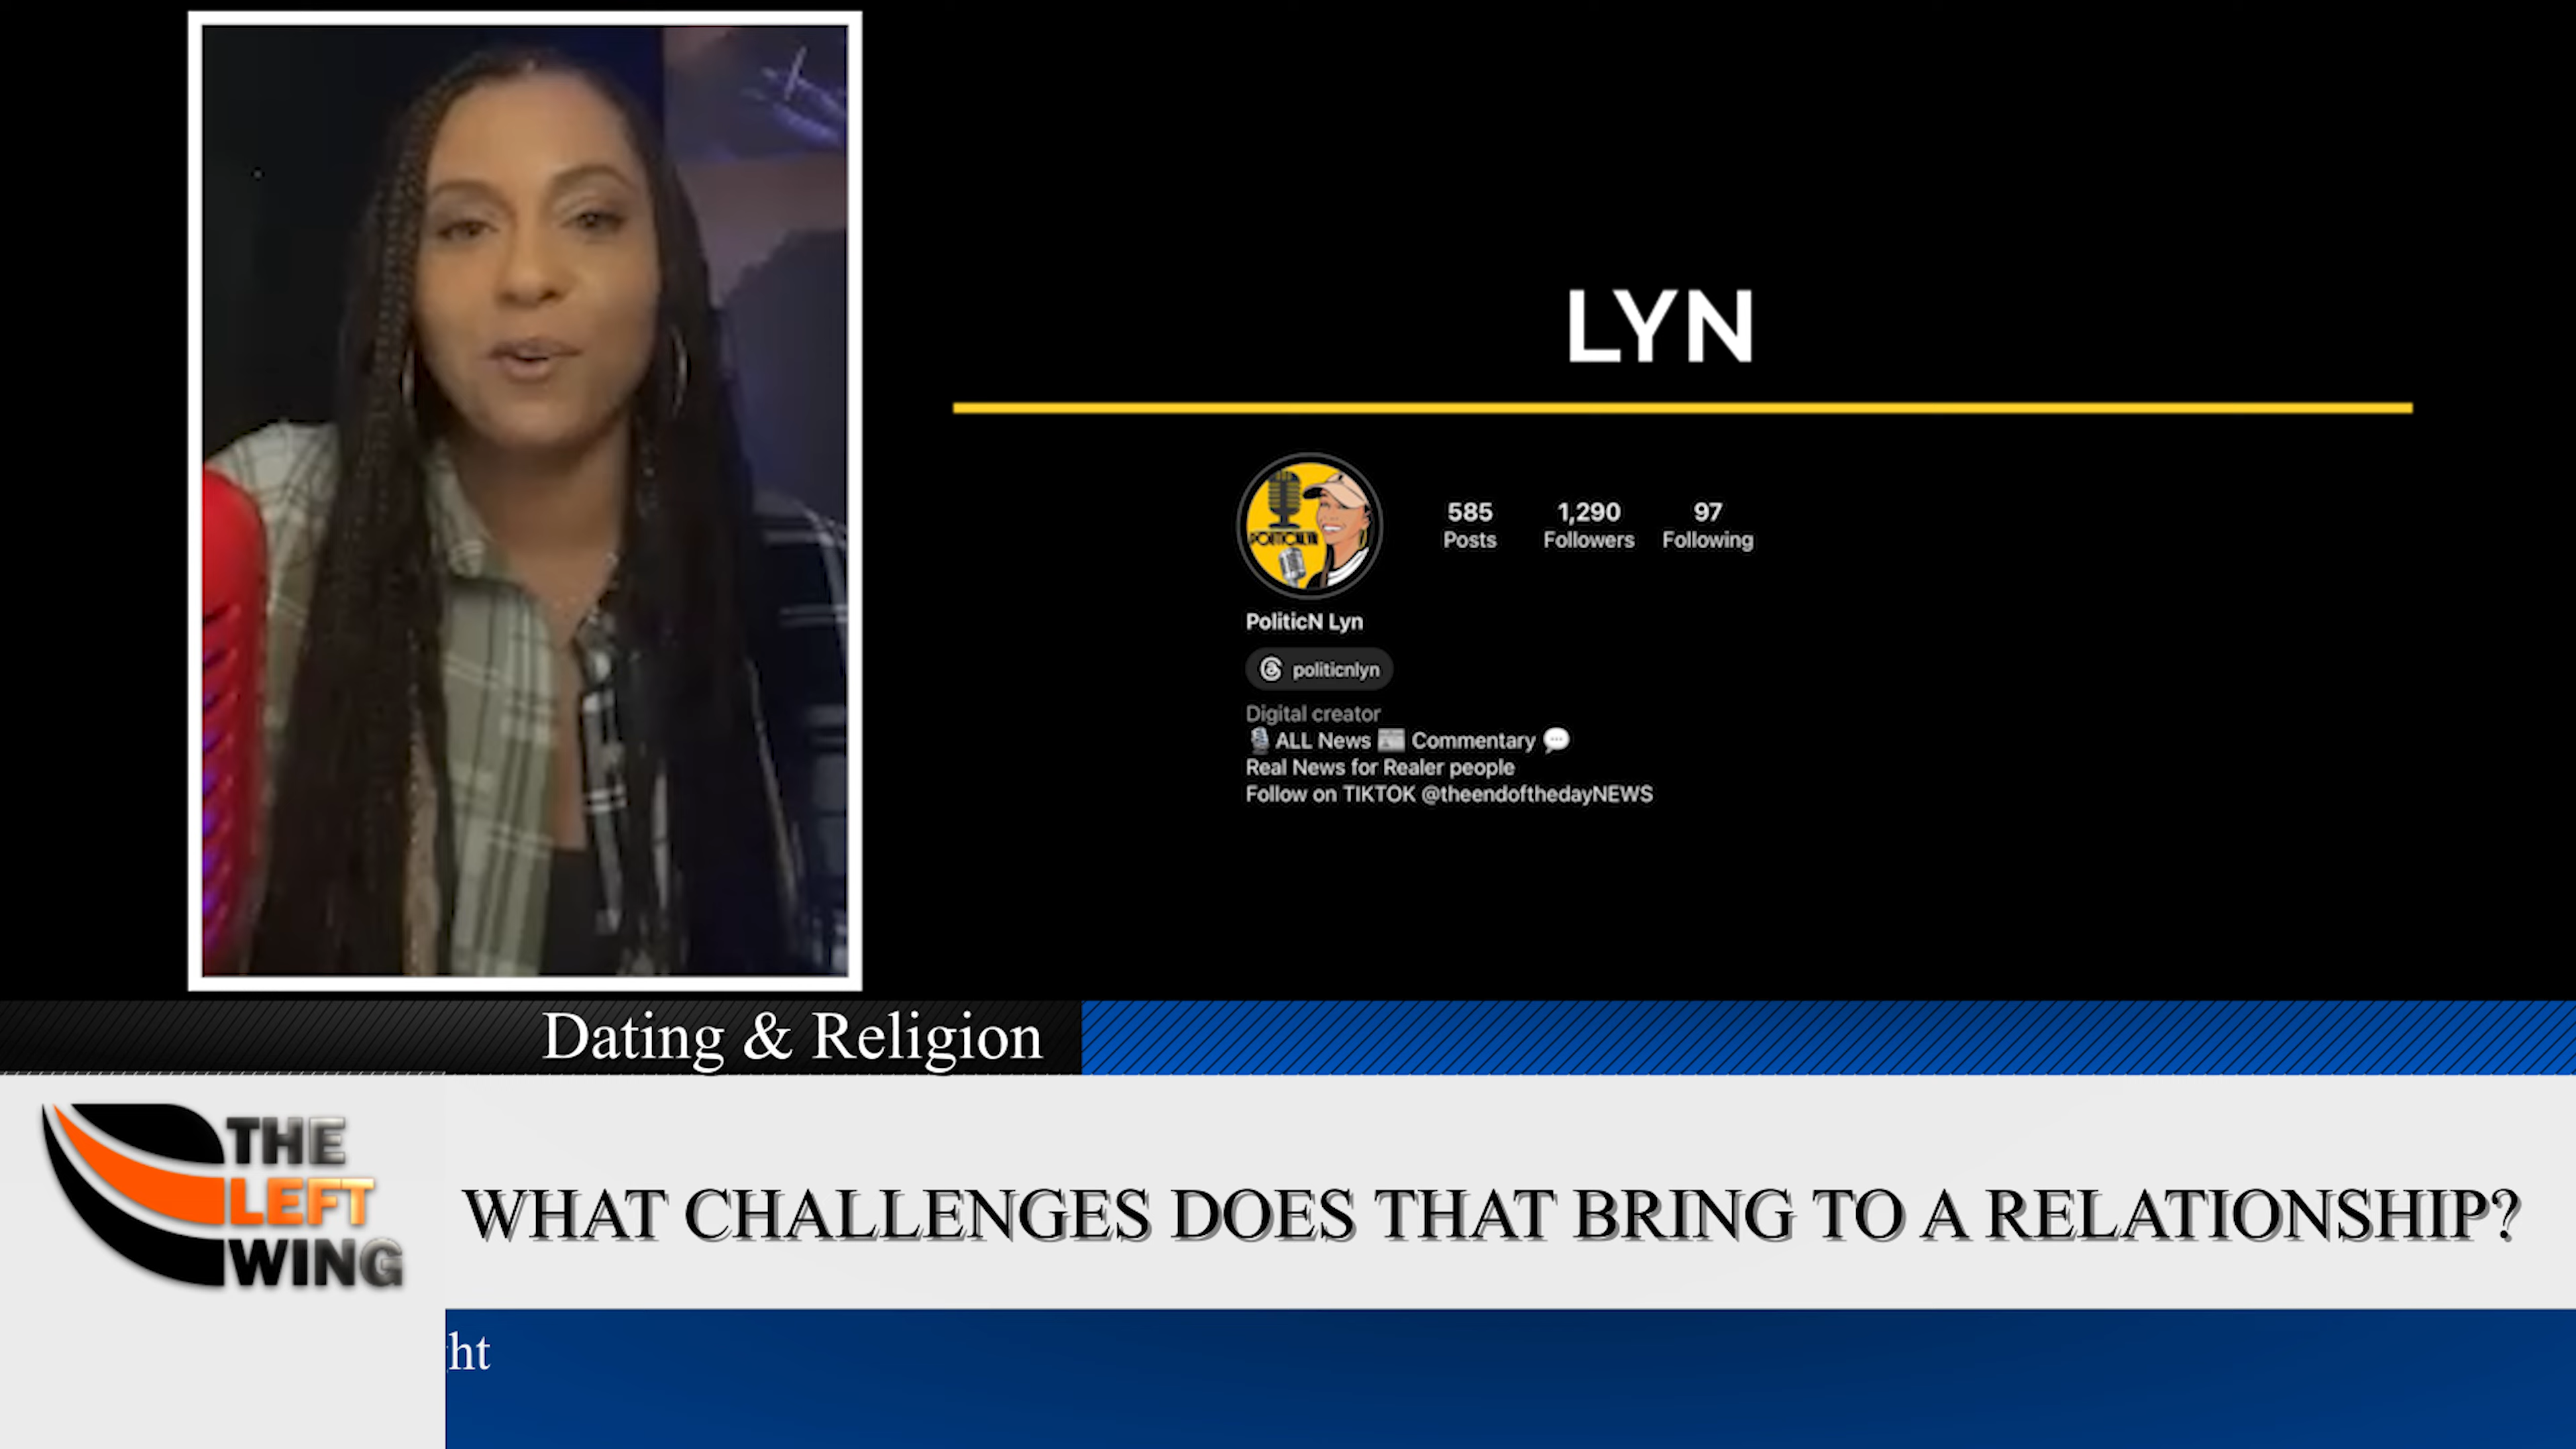 LYN
POLITICNLYN
585 1,290 97
Posts Followers Following
PoliticN Lyn
politicnlyn
Digital creator
ALL News Commentary
Real News for Realer people
Follow on TIKTOK @theendofthedayNEWS
Dating & Religion
THE
LEFT
WING
WHAT CHALLENGES DOES THAT BRING TO A RELATIONSHIP?
ht